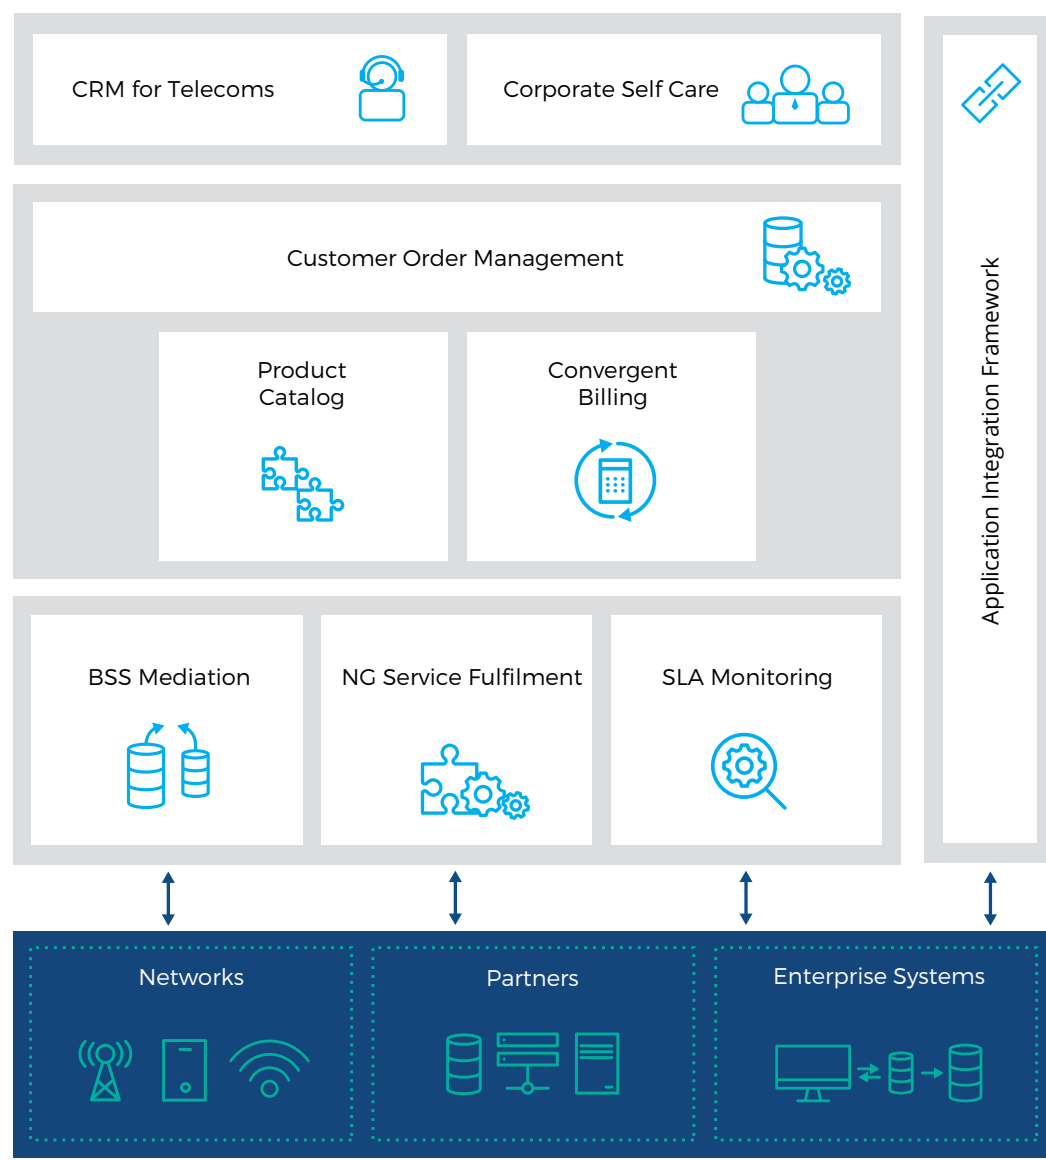 CRM for Telecoms
Corporate Self Care
Customer Order Management
Product
Catalog
Convergent
Billing
Application Integration Framework
BSS Mediation
NG Service Fulfilment
SLA Monitoring
Networks
Partners
Enterprise Systems